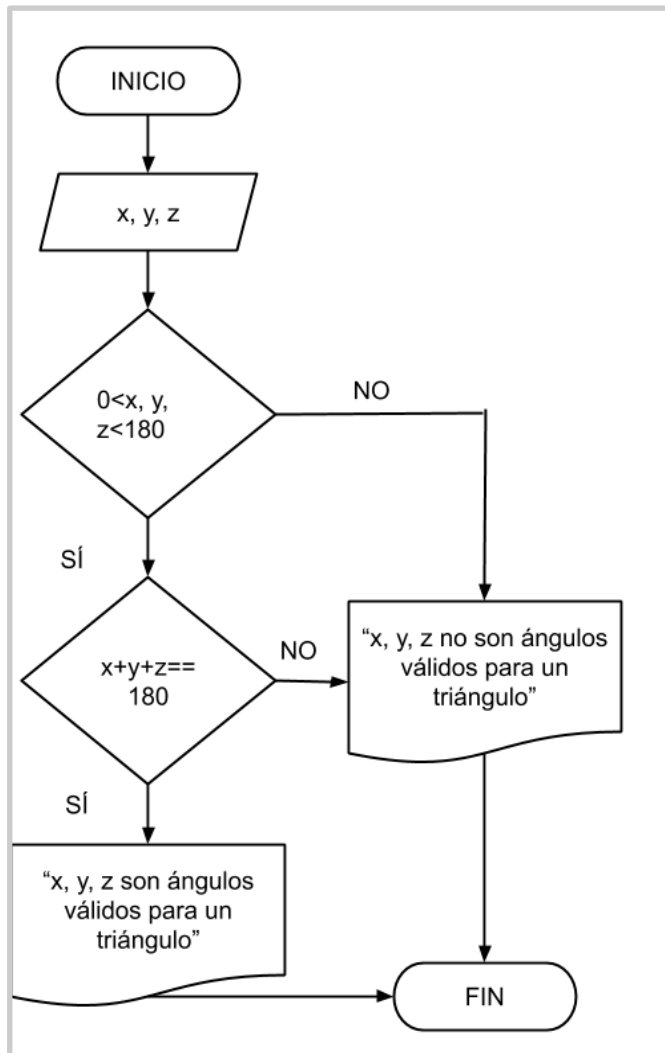 INICIO
x, y, z
0<x, y,
z<180
NO
SÍ
x+y+z==
180
NO
“x, y, z no son ángulos
válidos para un
triángulo”
SÍ
“x, y, z son ángulos
válidos para un
triángulo”
FIN